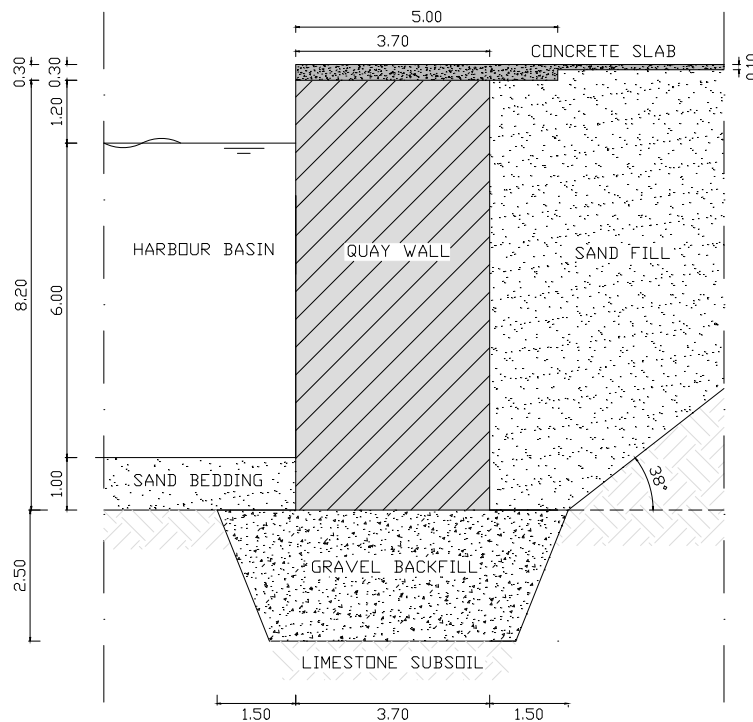 5.00
3.70
CONCRETE SLAB
0.30
0.30
0.10
0.10
1.20
HARBOUR BASIN
QUAY WALL
SAND FILL
8.20
6.00
SAND BEDDING
1.00
38°
2.50
GRAVEL BACKFILL
LIMESTONE SUBSOIL
1.50
3.70
1.50